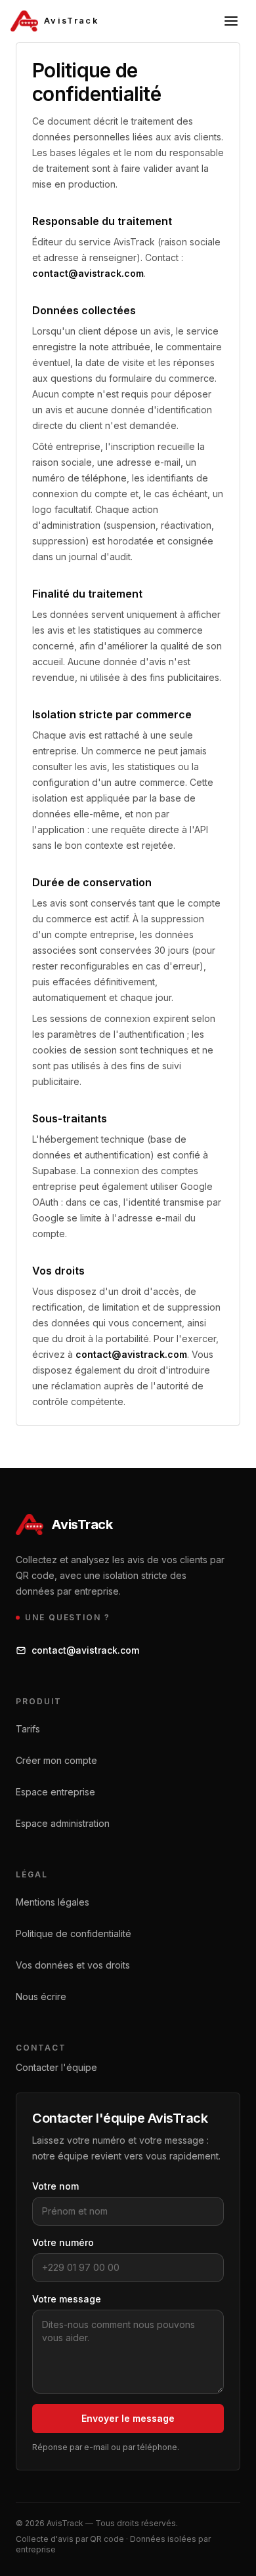 AvisTrack
Politique de
confidentialité
Ce document décrit le traitement des
données personnelles liées aux avis clients.
Les bases légales et le nom du responsable
de traitement sont à faire valider avant la
mise en production.
Responsable du traitement
Éditeur du service AvisTrack (raison sociale
et adresse à renseigner). Contact :
contact@avistrack.com.
Données collectées
Lorsqu'un client dépose un avis, le service
enregistre la note attribuée, le commentaire
éventuel, la date de visite et les réponses
aux questions du formulaire du commerce.
Aucun compte n'est requis pour déposer
un avis et aucune donnée d'identification
directe du client n'est demandée.
Côté entreprise, l'inscription recueille la
raison sociale, une adresse e-mail, un
numéro de téléphone, les identifiants de
connexion du compte et, le cas échéant, un
logo facultatif. Chaque action
d'administration (suspension, réactivation,
suppression) est horodatée et consignée
dans un journal d'audit.
Finalité du traitement
Les données servent uniquement à afficher
les avis et les statistiques au commerce
concerné, afin d'améliorer la qualité de son
accueil. Aucune donnée d'avis n'est
revendue, ni utilisée à des fins publicitaires.
Isolation stricte par commerce
Chaque avis est rattaché à une seule
entreprise. Un commerce ne peut jamais
consulter les avis, les statistiques ou la
configuration d'un autre commerce. Cette
isolation est appliquée par la base de
données elle-même, et non par
l'application : une requête directe à l'API
sans le bon contexte est rejetée.
Durée de conservation
Les avis sont conservés tant que le compte
du commerce est actif. À la suppression
d'un compte entreprise, les données
associées sont conservées 30 jours (pour
rester reconfigurables en cas d'erreur),
puis effacées définitivement,
automatiquement et chaque jour.
Les sessions de connexion expirent selon
les paramètres de l'authentification ; les
cookies de session sont techniques et ne
sont pas utilisés à des fins de suivi
publicitaire.
Sous-traitants
L'hébergement technique (base de
données et authentification) est confié à
Supabase. La connexion des comptes
entreprise peut également utiliser Google
OAuth : dans ce cas, l'identité transmise par
Google se limite à l'adresse e-mail du
compte.
Vos droits
Vous disposez d'un droit d'accès, de
rectification, de limitation et de suppression
des données qui vous concernent, ainsi
que du droit à la portabilité. Pour l'exercer,
écrivez à contact@avistrack.com. Vous
disposez également du droit d'introduire
une réclamation auprès de l'autorité de
contrôle compétente.
AvisTrack
Collectez et analysez les avis de vos clients par
QR code, avec une isolation stricte des
données par entreprise.
UNE QUESTION ?
contact@avistrack.com
PRODUIT
Tarifs
Créer mon compte
Espace entreprise
Espace administration
LÉGAL
Mentions légales
Politique de confidentialité
Vos données et vos droits
Nous écrire
CONTACT
Contacter l'équipe
Contacter l'équipe AvisTrack
Laissez votre numéro et votre message :
notre équipe revient vers vous rapidement.
Votre nom
Prénom et nom
Votre numéro
+229 01 97 00 00
Votre message
Dites-nous comment nous pouvons
vous aider.
Envoyer le message
Réponse par e-mail ou par téléphone.
© 2026 AvisTrack — Tous droits réservés.
Collecte d'avis par QR code · Données isolées par
entreprise